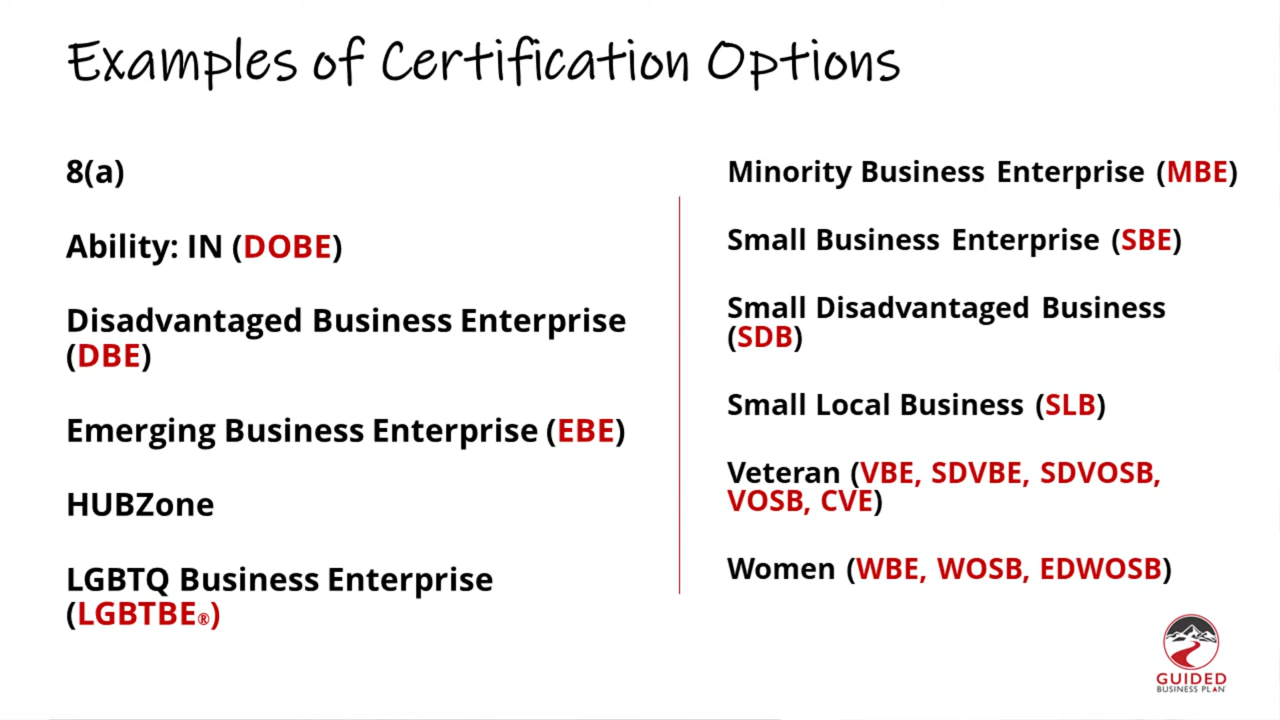 Examples of Certification Options
8(a)
Ability: IN (DOBE)
Disadvantaged Business Enterprise
(DBE)
Emerging Business Enterprise (EBE)
HUBZone
LGBTQ Business Enterprise
(LGBTBE®)
Minority Business Enterprise (MBE)
Small Business Enterprise (SBE)
Small Disadvantaged Business
(SDB)
Small Local Business (SLB)
Veteran (VBE, SDVBE, SDVOSB,
VOSB, CVE)
Women (WBE, WOSB, EDWOSB)
GUIDED
BUSINESS PLAN